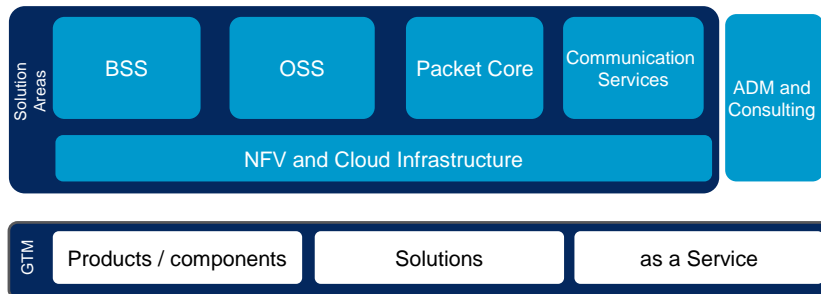 Solution
Areas
BSS
OSS
Packet Core
Communication
Services
ADM and
Consulting
NFV and Cloud Infrastructure
GTM
Products / components
Solutions
as a Service